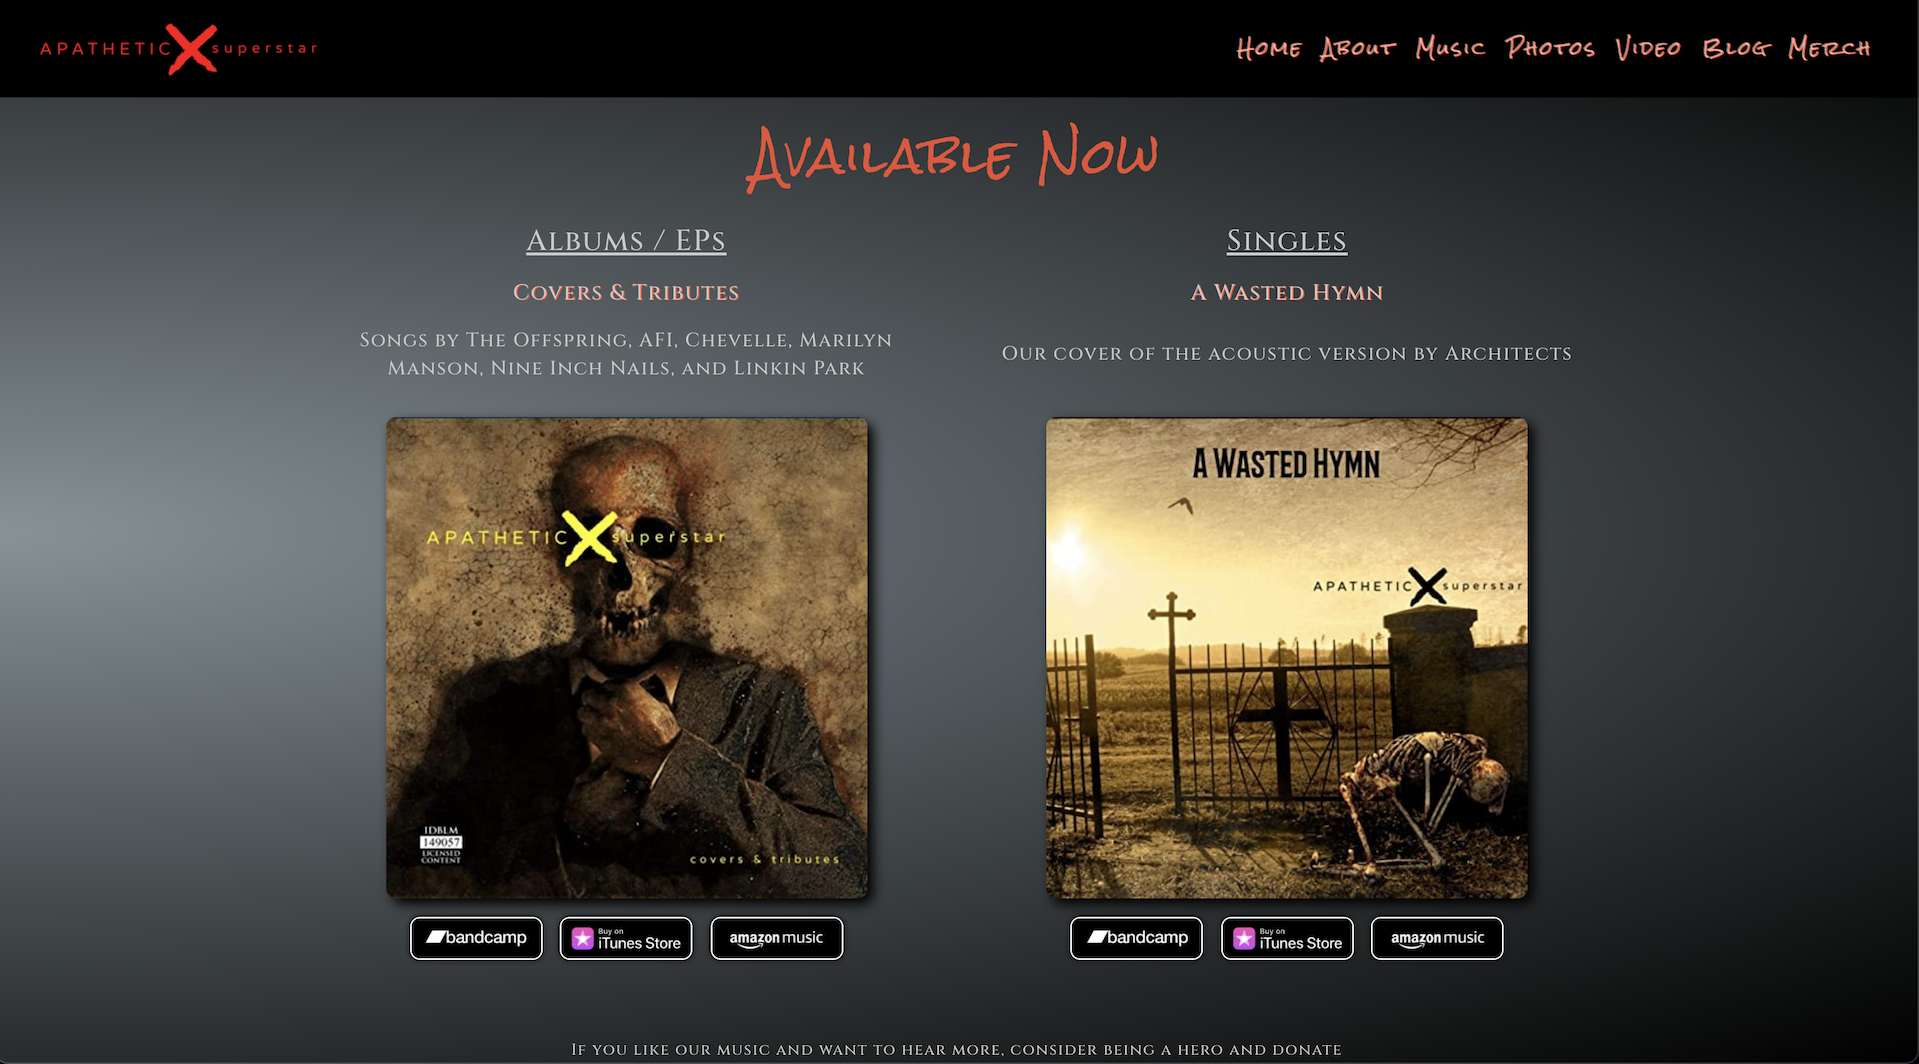 APATHETIC X superstar
Home About Music Photos Video Blog Merch
Available Now
Albums / EPs
Covers & Tributes
Songs by The Offspring, AFI, Chevelle, Marilyn
Manson, Nine Inch Nails, and Linkin Park
APATHETIC X superstar
IDBLM
149057
LICENSED
CONTENT
covers & tributes
bandcamp
Buy on
iTunes Store
amazon music
Singles
A Wasted Hymn
Our cover of the acoustic version by Architects
A WASTED HYMN
APATHETIC X superstar
bandcamp
Buy on
iTunes Store
amazon music
If you like our music and want to hear more, consider being a hero and donate